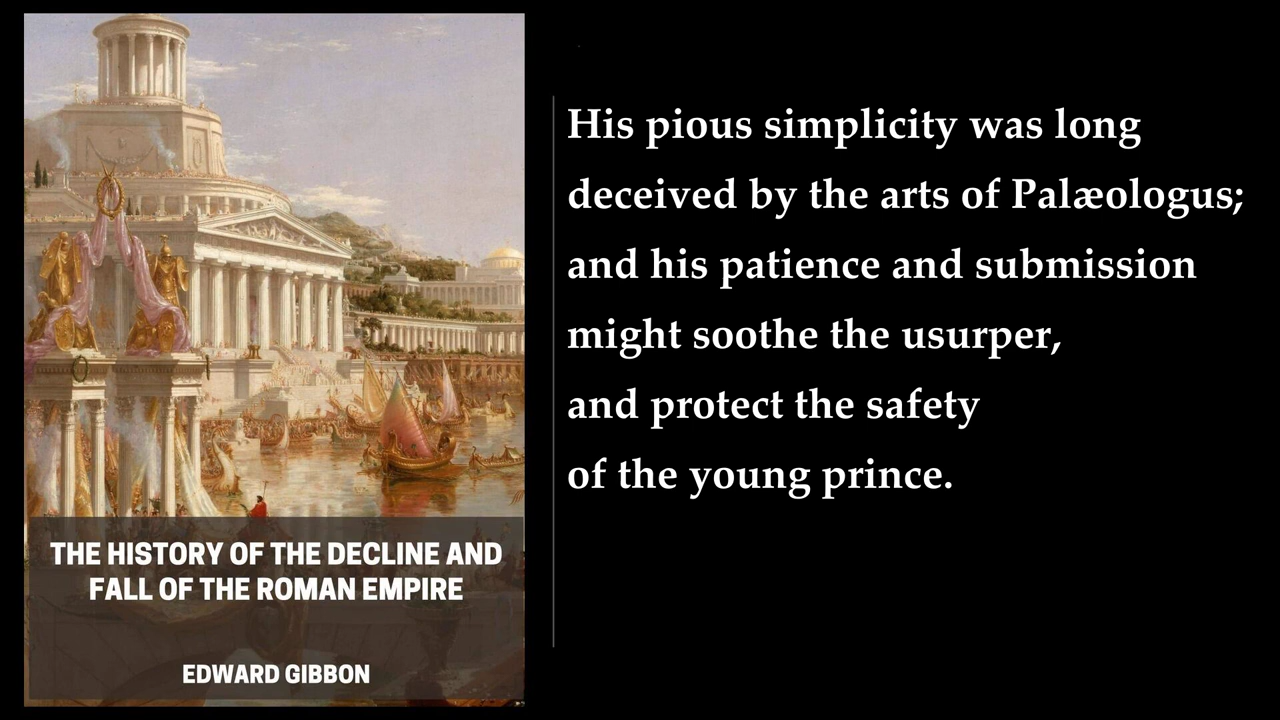 THE HISTORY OF THE DECLINE AND
FALL OF THE ROMAN EMPIRE
EDWARD GIBBON
His pious simplicity was long
deceived by the arts of Palæologus;
and his patience and submission
might soothe the usurper,
and protect the safety
of the young prince.